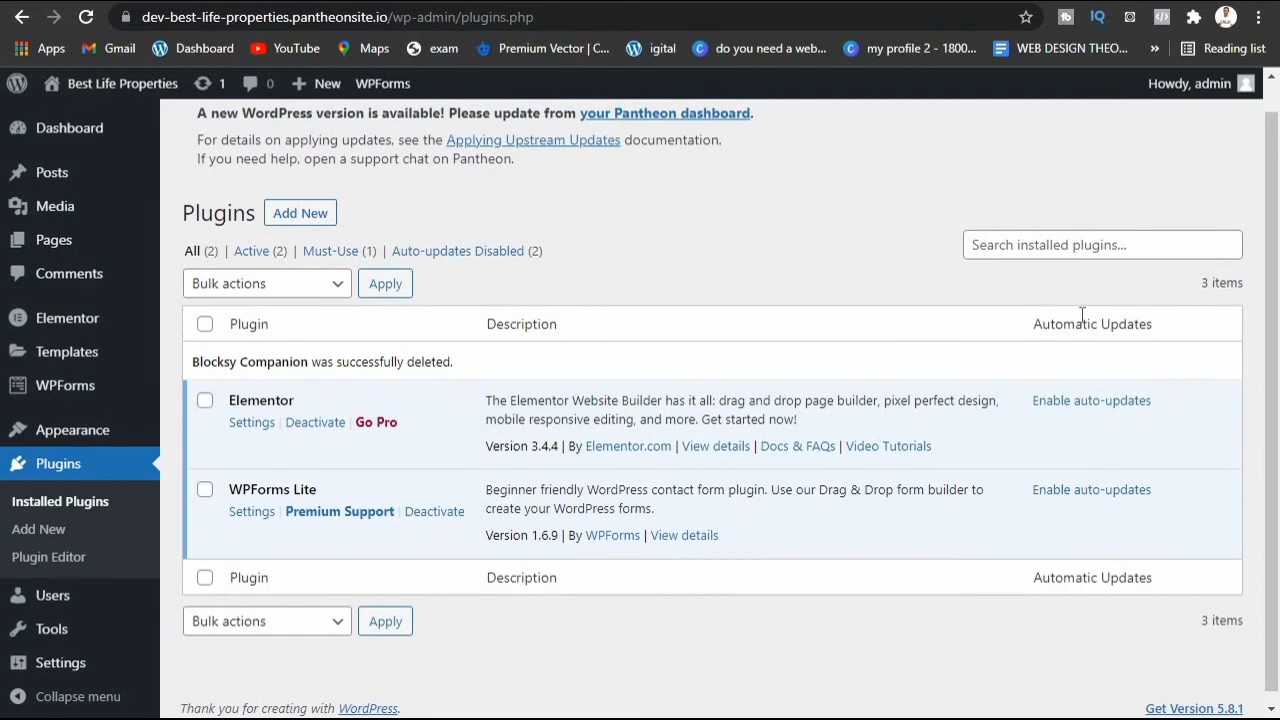 dev-best-life-properties.pantheonsite.io/wp-admin/plugins.php
IQ
Apps Gmail Dashboard YouTube Maps exam Premium Vector | C... igital do you need a web... my profile 2 - 1800... WEB DESIGN THEO... » Reading list
Best Life Properties 1 0 New WPForms Howdy, admin
A new WordPress version is available! Please update from your Pantheon dashboard.
For details on applying updates, see the Applying Upstream Updates documentation.
If you need help, open a support chat on Pantheon.
Dashboard
Posts
Media
Pages
Comments
Elementor
Templates
WPForms
Appearance
Plugins
Installed Plugins
Add New
Plugin Editor
Users
Tools
Settings
Collapse menu
Plugins Add New
All (2) | Active (2) | Must-Use (1) | Auto-updates Disabled (2)
Search installed plugins...
Bulk actions Apply 3 items
Plugin Description Automatic Updates
Blocksy Companion was successfully deleted.
Elementor
Settings | Deactivate | Go Pro
The Elementor Website Builder has it all: drag and drop page builder, pixel perfect design,
mobile responsive editing, and more. Get started now!
Version 3.4.4 | By Elementor.com | View details | Docs & FAQs | Video Tutorials
Enable auto-updates
WPForms Lite
Settings | Premium Support | Deactivate
Beginner friendly WordPress contact form plugin. Use our Drag & Drop form builder to
create your WordPress forms.
Version 1.6.9 | By WPForms | View details
Enable auto-updates
Plugin Description Automatic Updates
Bulk actions Apply 3 items
Thank you for creating with WordPress. Get Version 5.8.1